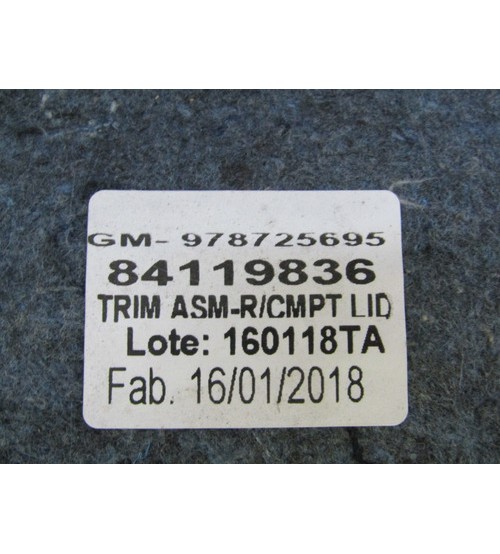 GM- 978725695
84119836
TRIM ASM-R/CMPT LID
Lote: 160118TA
Fab. 16/01/2018